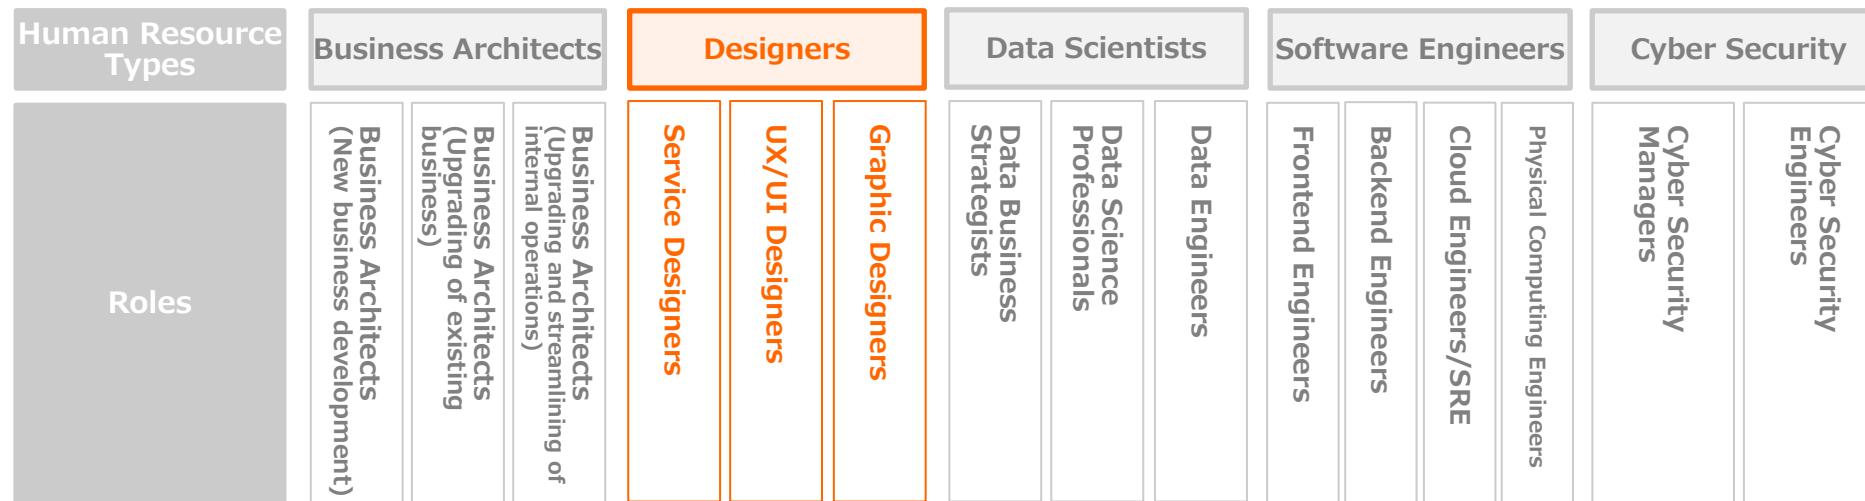 Human Resource
Types
Business Architects
Designers
Data Scientists
Software Engineers
Cyber Security
Roles
Business Architects
(New business development)
Business Architects
(Upgrading of existing
business)
Business Architects
(Upgrading and streamlining of
internal operations)
Service Designers
UX/UI Designers
Graphic Designers
Data Business
Strategists
Data Science
Professionals
Data Engineers
Frontend Engineers
Backend Engineers
Cloud Engineers/SRE
Physical Computing Engineers
Cyber Security
Managers
Cyber Security
Engineers